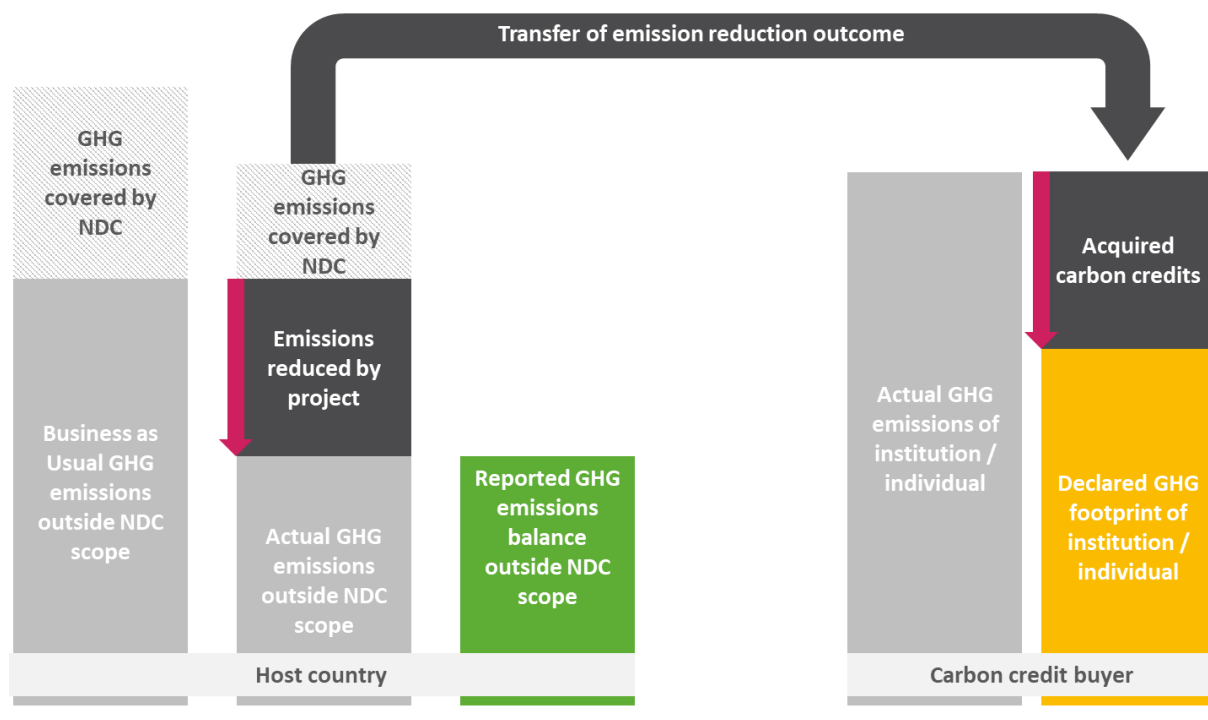 Transfer of emission reduction outcome
GHG
emissions
covered by
NDC
Business as
Usual GHG
emissions
outside NDC
scope
GHG
emissions
covered by
NDC
Emissions
reduced by
project
Actual GHG
emissions
outside NDC
scope
Reported GHG
emissions
balance
outside NDC
scope
Host country
Actual GHG
emissions of
institution /
individual
Acquired
carbon credits
Declared GHG
footprint of
institution /
individual
Carbon credit buyer